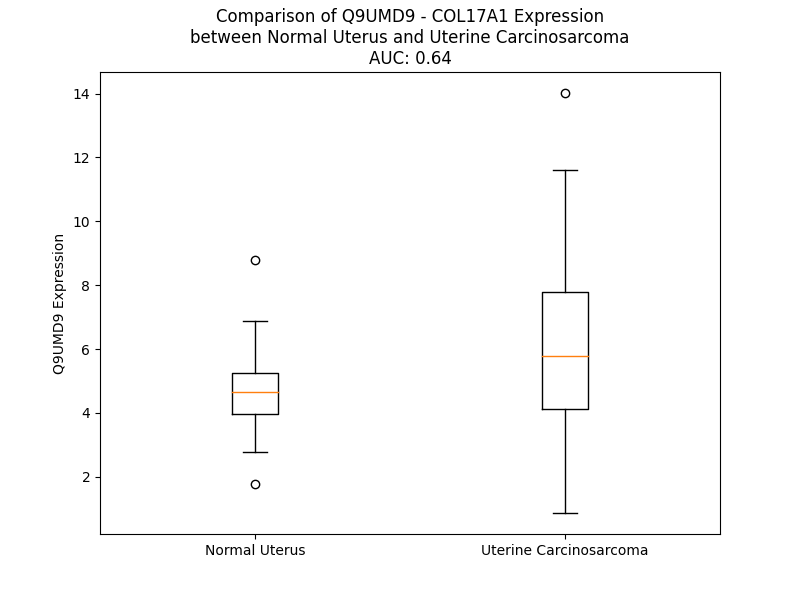 Comparison of Q9UMD9 - COL17A1 Expression
between Normal Uterus and Uterine Carcinosarcoma
AUC: 0.64
14
12
10
8
6
4
2
Q9UMD9 Expression
Normal Uterus
Uterine Carcinosarcoma